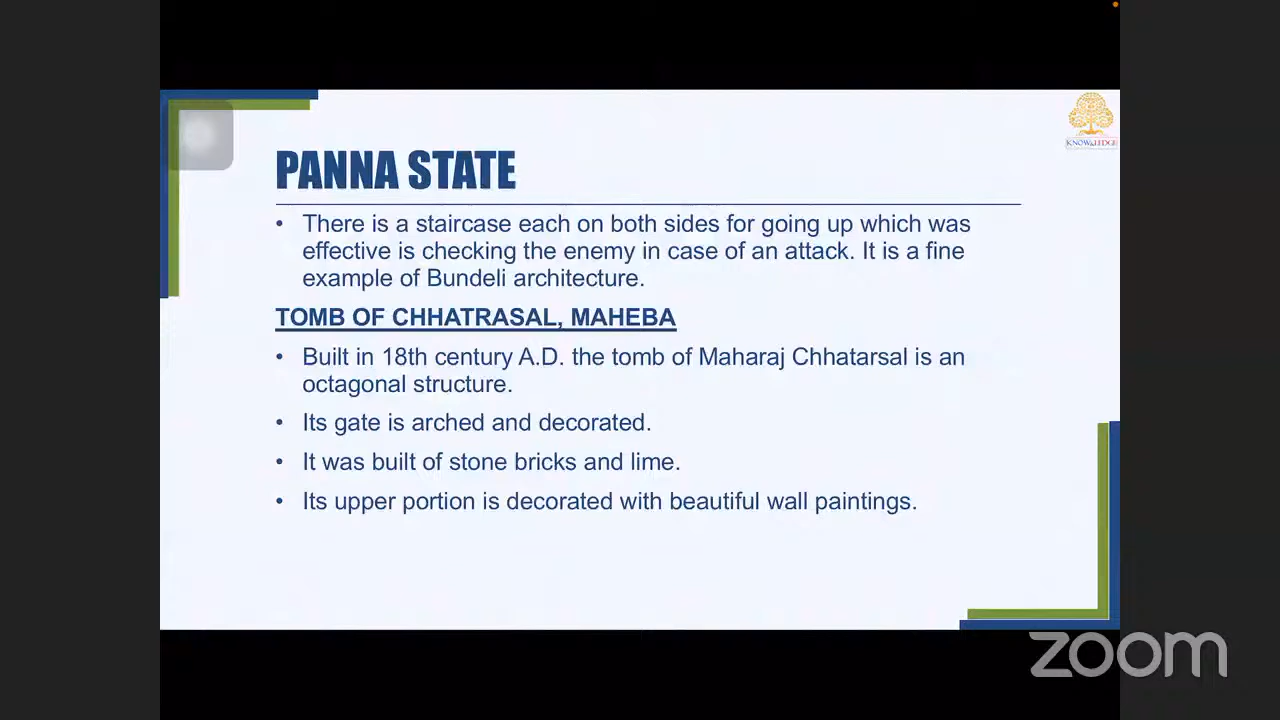 KNOWLEDGE
PANNA STATE
• There is a staircase each on both sides for going up which was
effective is checking the enemy in case of an attack. It is a fine
example of Bundeli architecture.
TOMB OF CHHATRASAL, MAHEBA
• Built in 18th century A.D. the tomb of Maharaj Chhatarsal is an
octagonal structure.
• Its gate is arched and decorated.
• It was built of stone bricks and lime.
• Its upper portion is decorated with beautiful wall paintings.
zoom